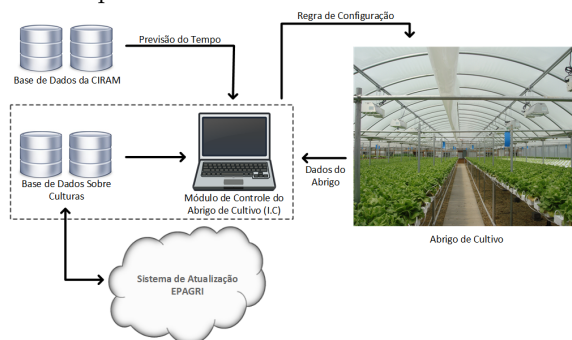 Regra de Configuração
Previsão do Tempo
Base de Dados da CIRAM
Base de Dados Sobre
Culturas
Módulo de Controle do
Abrigo de Cultivo (I.C)
Dados do
Abrigo
Abrigo de Cultivo
Sistema de Atualização
EPAGRI